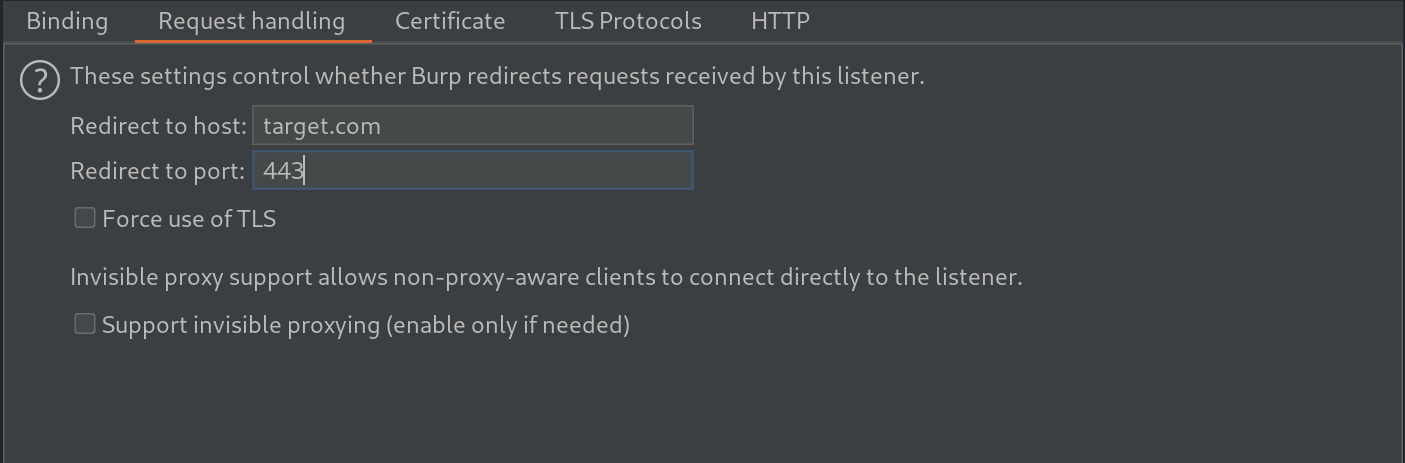 Binding Request handling Certificate TLS Protocols HTTP
? These settings control whether Burp redirects requests received by this listener.
Redirect to host: target.com
Redirect to port: 443
Force use of TLS
Invisible proxy support allows non-proxy-aware clients to connect directly to the listener.
Support invisible proxying (enable only if needed)